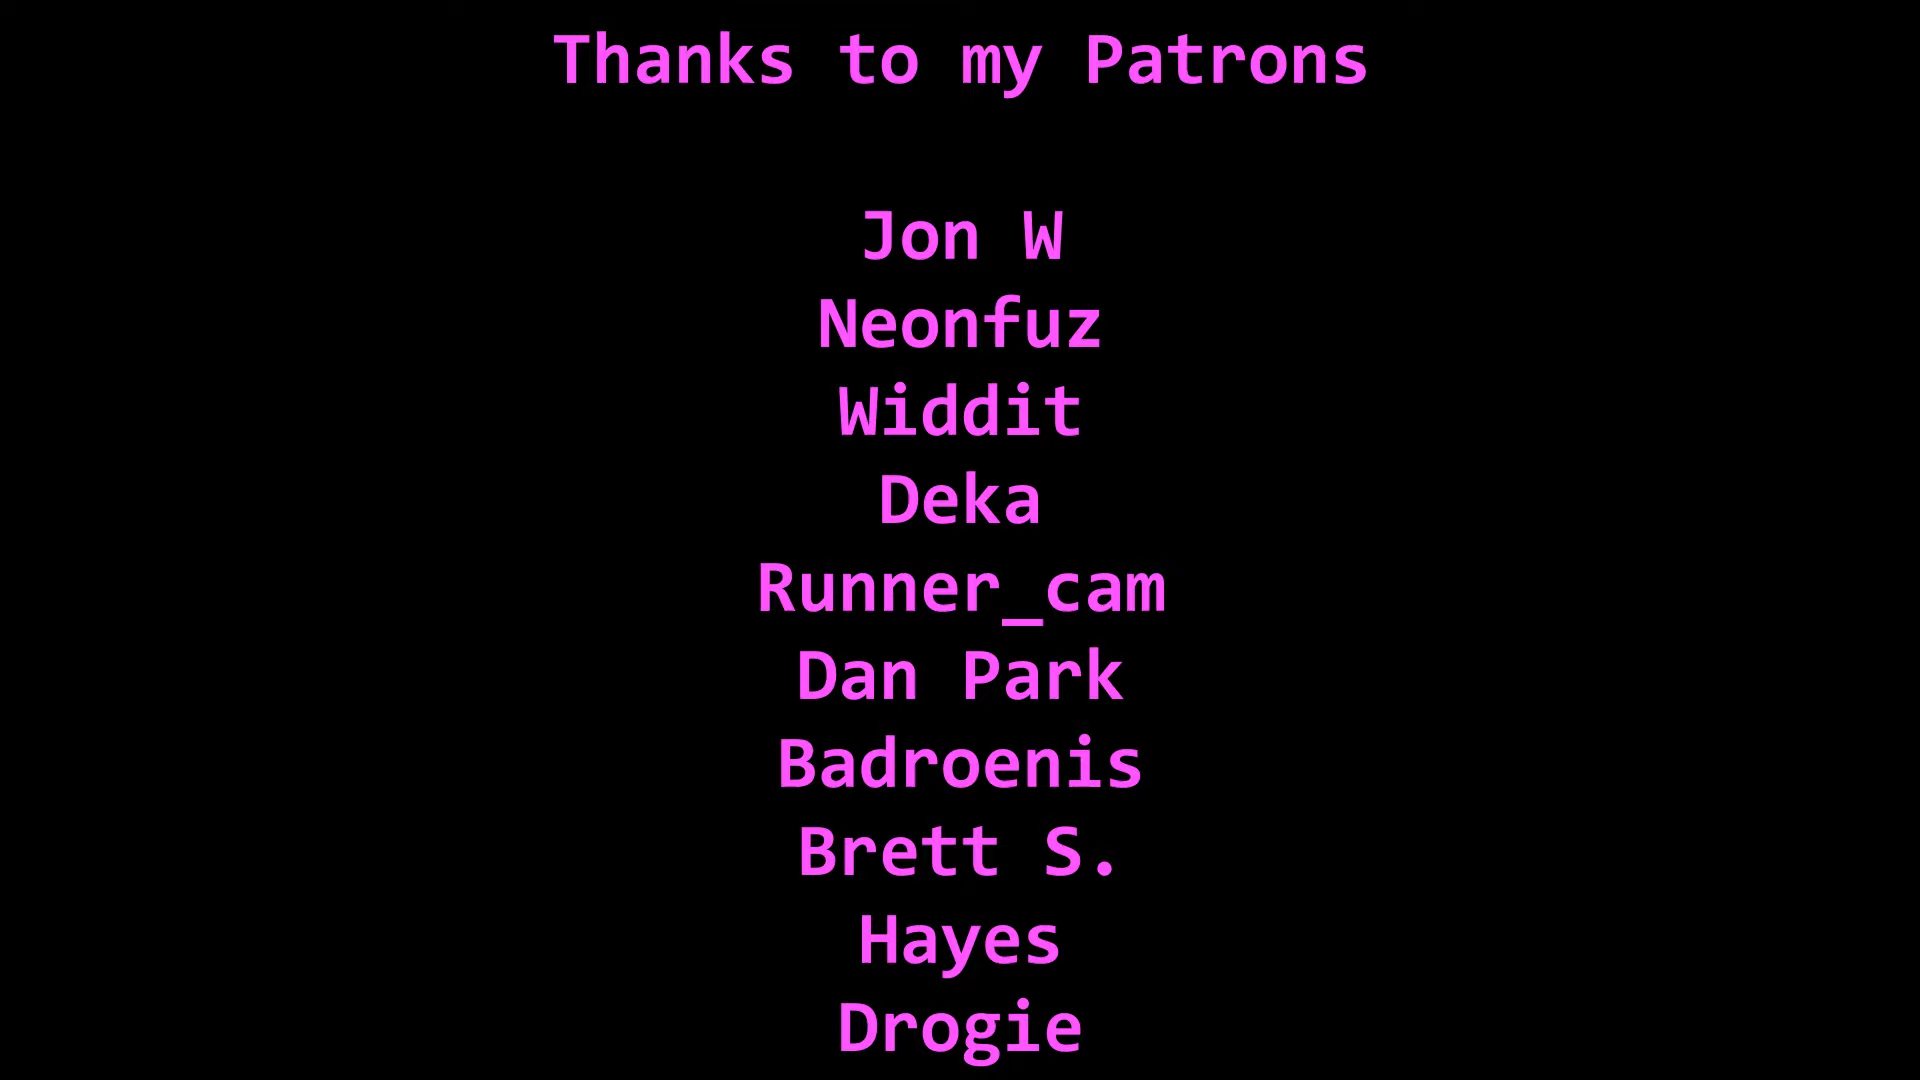 Thanks to my Patrons
Jon W
Neonfuz
Widdit
Deka
Runner_cam
Dan Park
Badroenis
Brett S.
Hayes
Drogie